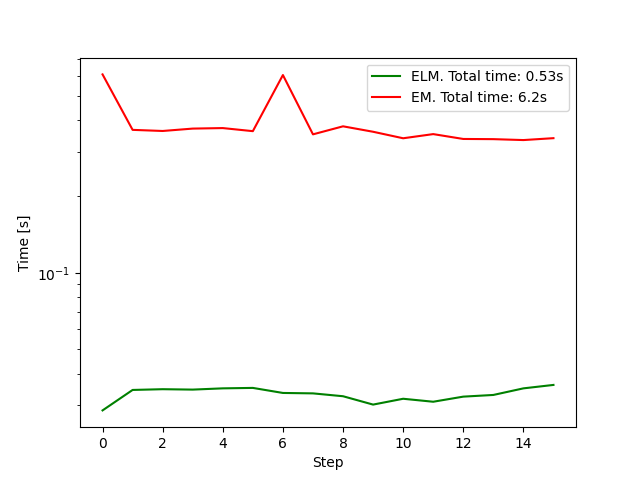 ELM. Total time: 0.53s
EM. Total time: 6.2s
Time [s]
10⁻¹
0 2 4 6 8 10 12 14
Step